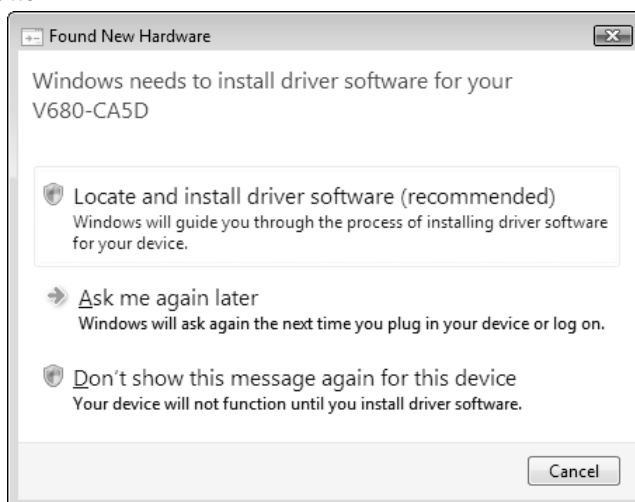 Found New Hardware
Windows needs to install driver software for your
V680-CA5D
Locate and install driver software (recommended)
Windows will guide you through the process of installing driver software
for your device.
Ask me again later
Windows will ask again the next time you plug in your device or log on.
Don't show this message again for this device
Your device will not function until you install driver software.
Cancel